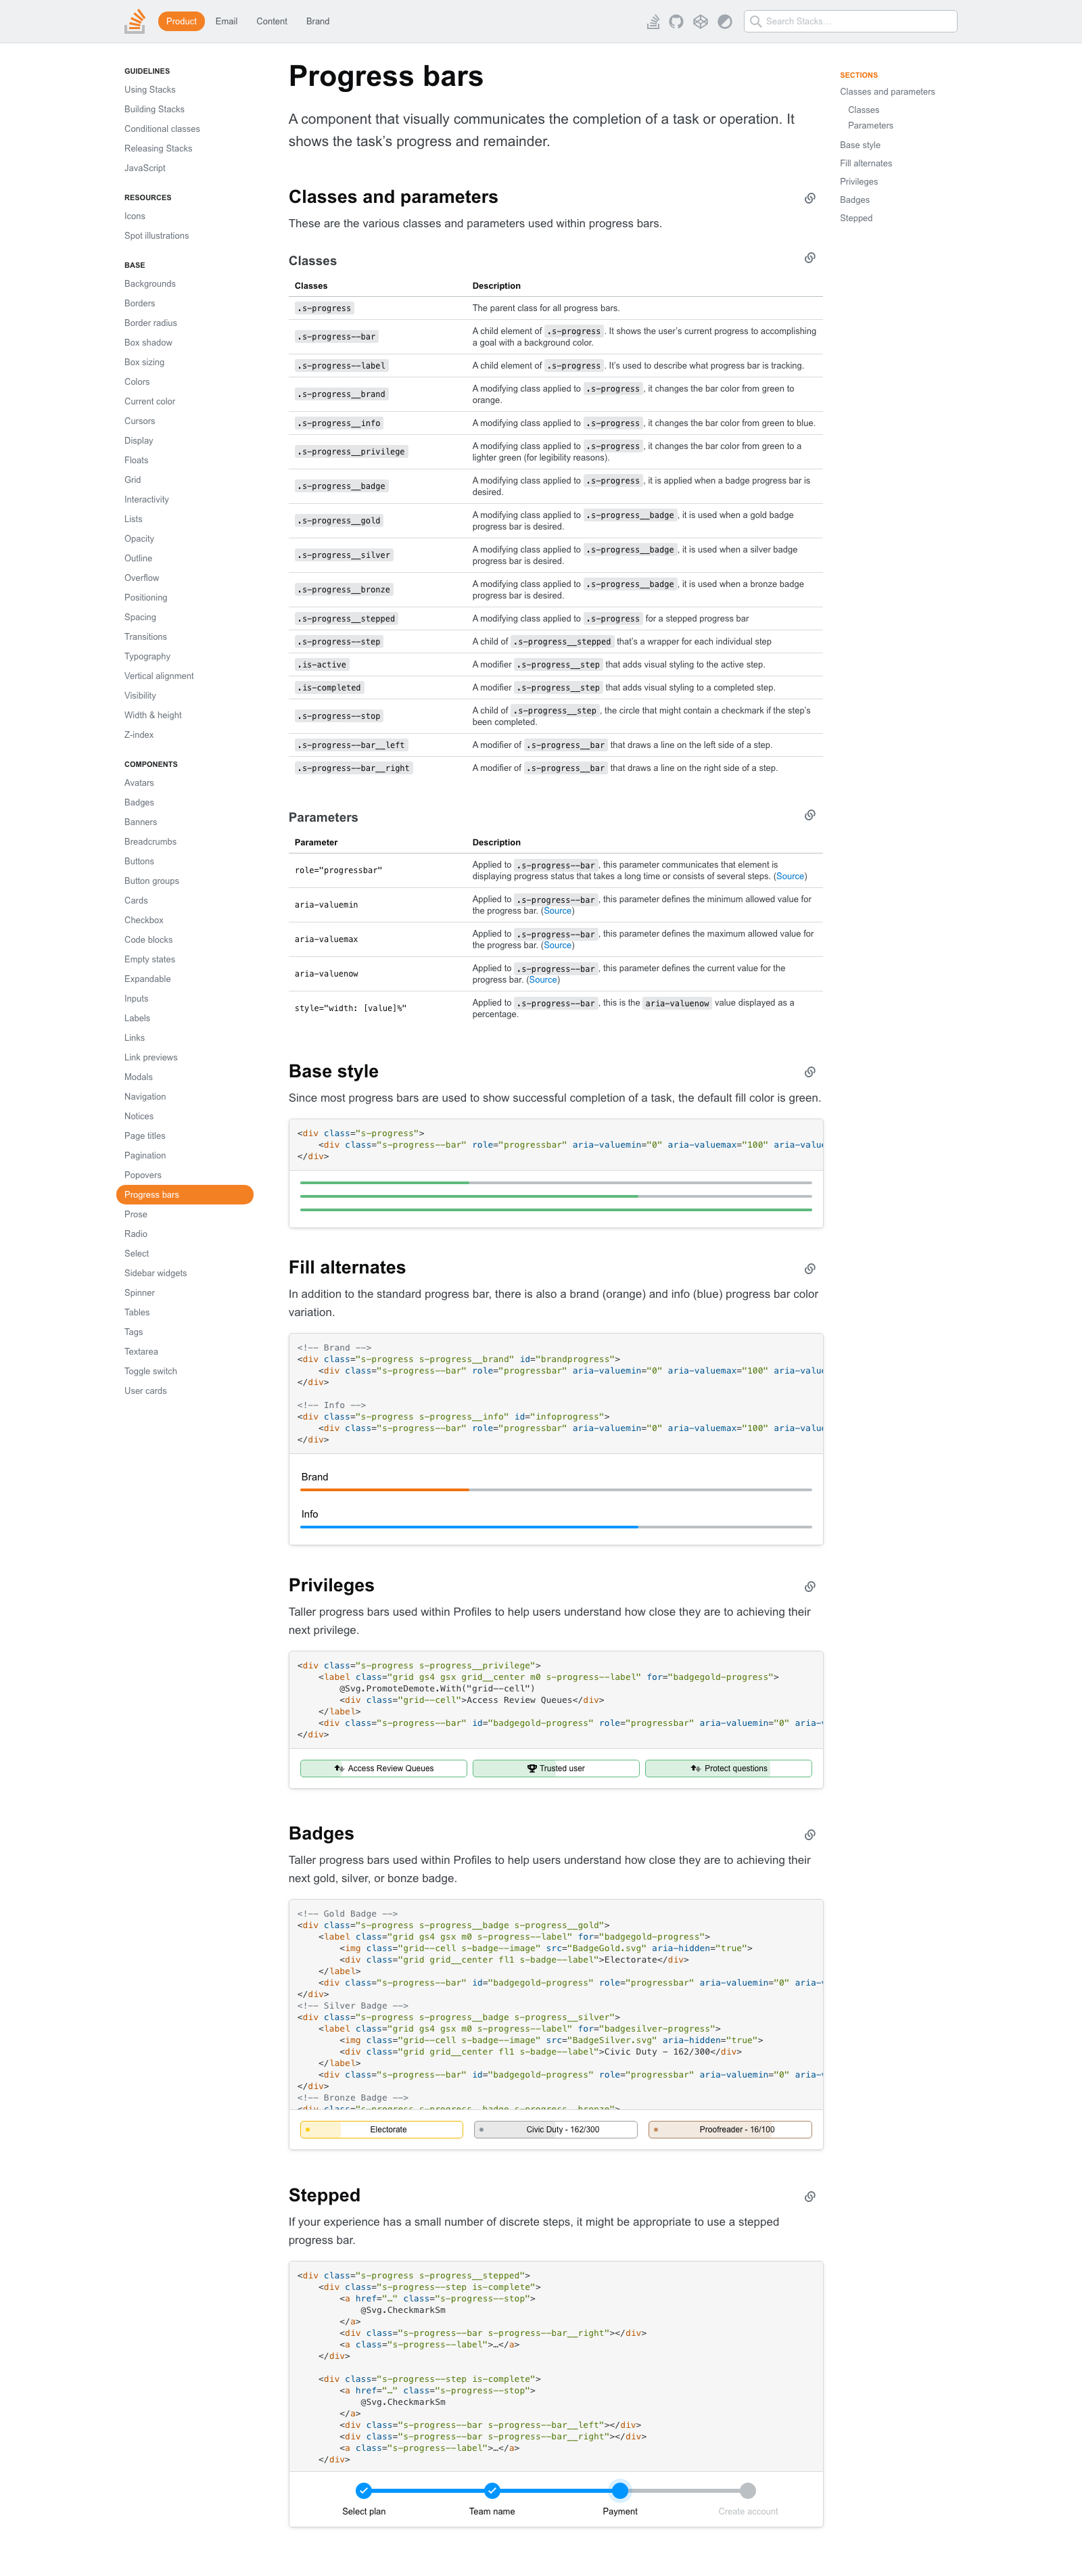 Product Email Content Brand
Search Stacks…
GUIDELINES
Using Stacks
Building Stacks
Conditional classes
Releasing Stacks
JavaScript
RESOURCES
Icons
Spot illustrations
BASE
Backgrounds
Borders
Border radius
Box shadow
Box sizing
Colors
Current color
Cursors
Display
Floats
Grid
Interactivity
Lists
Opacity
Outline
Overflow
Positioning
Spacing
Transitions
Typography
Vertical alignment
Visibility
Width & height
Z-index
COMPONENTS
Avatars
Badges
Banners
Breadcrumbs
Buttons
Button groups
Cards
Checkbox
Code blocks
Empty states
Expandable
Inputs
Labels
Links
Link previews
Modals
Navigation
Notices
Page titles
Pagination
Popovers
Progress bars
Prose
Radio
Select
Sidebar widgets
Spinner
Tables
Tags
Textarea
Toggle switch
User cards
Progress bars
A component that visually communicates the completion of a task or operation. It
shows the task’s progress and remainder.
Classes and parameters
These are the various classes and parameters used within progress bars.
Classes
Classes Description
.s-progress The parent class for all progress bars.
.s-progress--bar A child element of .s-progress. It shows the user’s current progress to accomplishing
a goal with a background color.
.s-progress--label A child element of .s-progress. It’s used to describe what progress bar is tracking.
.s-progress__brand A modifying class applied to .s-progress, it changes the bar color from green to
orange.
.s-progress__info A modifying class applied to .s-progress, it changes the bar color from green to blue.
.s-progress__privilege A modifying class applied to .s-progress, it changes the bar color from green to a
lighter green (for legibility reasons).
.s-progress__badge A modifying class applied to .s-progress, it is applied when a badge progress bar is
desired.
.s-progress__gold A modifying class applied to .s-progress__badge, it is used when a gold badge
progress bar is desired.
.s-progress__silver A modifying class applied to .s-progress__badge, it is used when a silver badge
progress bar is desired.
.s-progress__bronze A modifying class applied to .s-progress__badge, it is used when a bronze badge
progress bar is desired.
.s-progress__stepped A modifying class applied to .s-progress for a stepped progress bar
.s-progress--step A child of .s-progress__stepped that’s a wrapper for each individual step
.is-active A modifier .s-progress__step that adds visual styling to the active step.
.is-completed A modifier .s-progress__step that adds visual styling to a completed step.
.s-progress--stop A child of .s-progress__step, the circle that might contain a checkmark if the step’s
been completed.
.s-progress--bar__left A modifier of .s-progress__bar that draws a line on the left side of a step.
.s-progress--bar__right A modifier of .s-progress__bar that draws a line on the right side of a step.
Parameters
Parameter Description
role="progressbar" Applied to .s-progress--bar, this parameter communicates that element is
displaying progress status that takes a long time or consists of several steps. (Source)
aria-valuemin Applied to .s-progress--bar, this parameter defines the minimum allowed value for
the progress bar. (Source)
aria-valuemax Applied to .s-progress--bar, this parameter defines the maximum allowed value for
the progress bar. (Source)
aria-valuenow Applied to .s-progress--bar, this parameter defines the current value for the
progress bar. (Source)
style="width: [value]%" Applied to .s-progress--bar, this is the aria-valuenow value displayed as a
percentage.
Base style
Since most progress bars are used to show successful completion of a task, the default fill color is green.
<div class="s-progress">
<div class="s-progress--bar" role="progressbar" aria-valuemin="0" aria-valuemax="100" aria-value
</div>
Fill alternates
In addition to the standard progress bar, there is also a brand (orange) and info (blue) progress bar color
variation.
<!-- Brand -->
<div class="s-progress s-progress__brand" id="brandprogress">
<div class="s-progress--bar" role="progressbar" aria-valuemin="0" aria-valuemax="100" aria-value
</div>
<!-- Info -->
<div class="s-progress s-progress__info" id="infoprogress">
<div class="s-progress--bar" role="progressbar" aria-valuemin="0" aria-valuemax="100" aria-value
</div>
Brand
Info
Privileges
Taller progress bars used within Profiles to help users understand how close they are to achieving their
next privilege.
<div class="s-progress s-progress__privilege">
<label class="grid gs4 gsx grid__center m0 s-progress--label" for="badgegold-progress">
@Svg.PromoteDemote.With("grid--cell")
<div class="grid--cell">Access Review Queues</div>
</label>
<div class="s-progress--bar" id="badgegold-progress" role="progressbar" aria-valuemin="0" aria-v
</div>
Access Review Queues Trusted user Protect questions
Badges
Taller progress bars used within Profiles to help users understand how close they are to achieving their
next gold, silver, or bonze badge.
<!-- Gold Badge -->
<div class="s-progress s-progress__badge s-progress__gold">
<label class="grid gs4 gsx m0 s-progress--label" for="badgegold-progress">
<img class="grid--cell s-badge--image" src="BadgeGold.svg" aria-hidden="true">
<div class="grid grid__center fl1 s-badge--label">Electorate</div>
</label>
<div class="s-progress--bar" id="badgegold-progress" role="progressbar" aria-valuemin="0" aria-v
</div>
<!-- Silver Badge -->
<div class="s-progress s-progress__badge s-progress__silver">
<label class="grid gs4 gsx m0 s-progress--label" for="badgesilver-progress">
<img class="grid--cell s-badge--image" src="BadgeSilver.svg" aria-hidden="true">
<div class="grid grid__center fl1 s-badge--label">Civic Duty - 162/300</div>
</label>
<div class="s-progress--bar" id="badgegold-progress" role="progressbar" aria-valuemin="0" aria-v
</div>
<!-- Bronze Badge -->
<div class="s-progress s-progress__badge s-progress__bronze">
Electorate Civic Duty - 162/300 Proofreader - 16/100
Stepped
If your experience has a small number of discrete steps, it might be appropriate to use a stepped
progress bar.
<div class="s-progress s-progress__stepped">
<div class="s-progress--step is-complete">
<a href="…" class="s-progress--stop">
@Svg.CheckmarkSm
</a>
<div class="s-progress--bar s-progress--bar__right"></div>
<a class="s-progress--label">…</a>
</div>
<div class="s-progress--step is-complete">
<a href="…" class="s-progress--stop">
@Svg.CheckmarkSm
</a>
<div class="s-progress--bar s-progress--bar__left"></div>
<div class="s-progress--bar s-progress--bar__right"></div>
<a class="s-progress--label">…</a>
</div>
Select plan Team name Payment Create account
SECTIONS
Classes and parameters
Classes
Parameters
Base style
Fill alternates
Privileges
Badges
Stepped